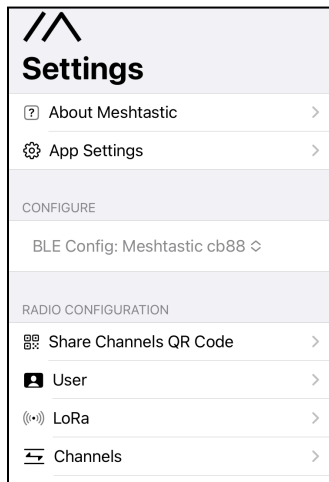 Settings
About Meshtastic
App Settings
CONFIGURE
BLE Config: Meshtastic cb88
RADIO CONFIGURATION
Share Channels QR Code
User
LoRa
Channels